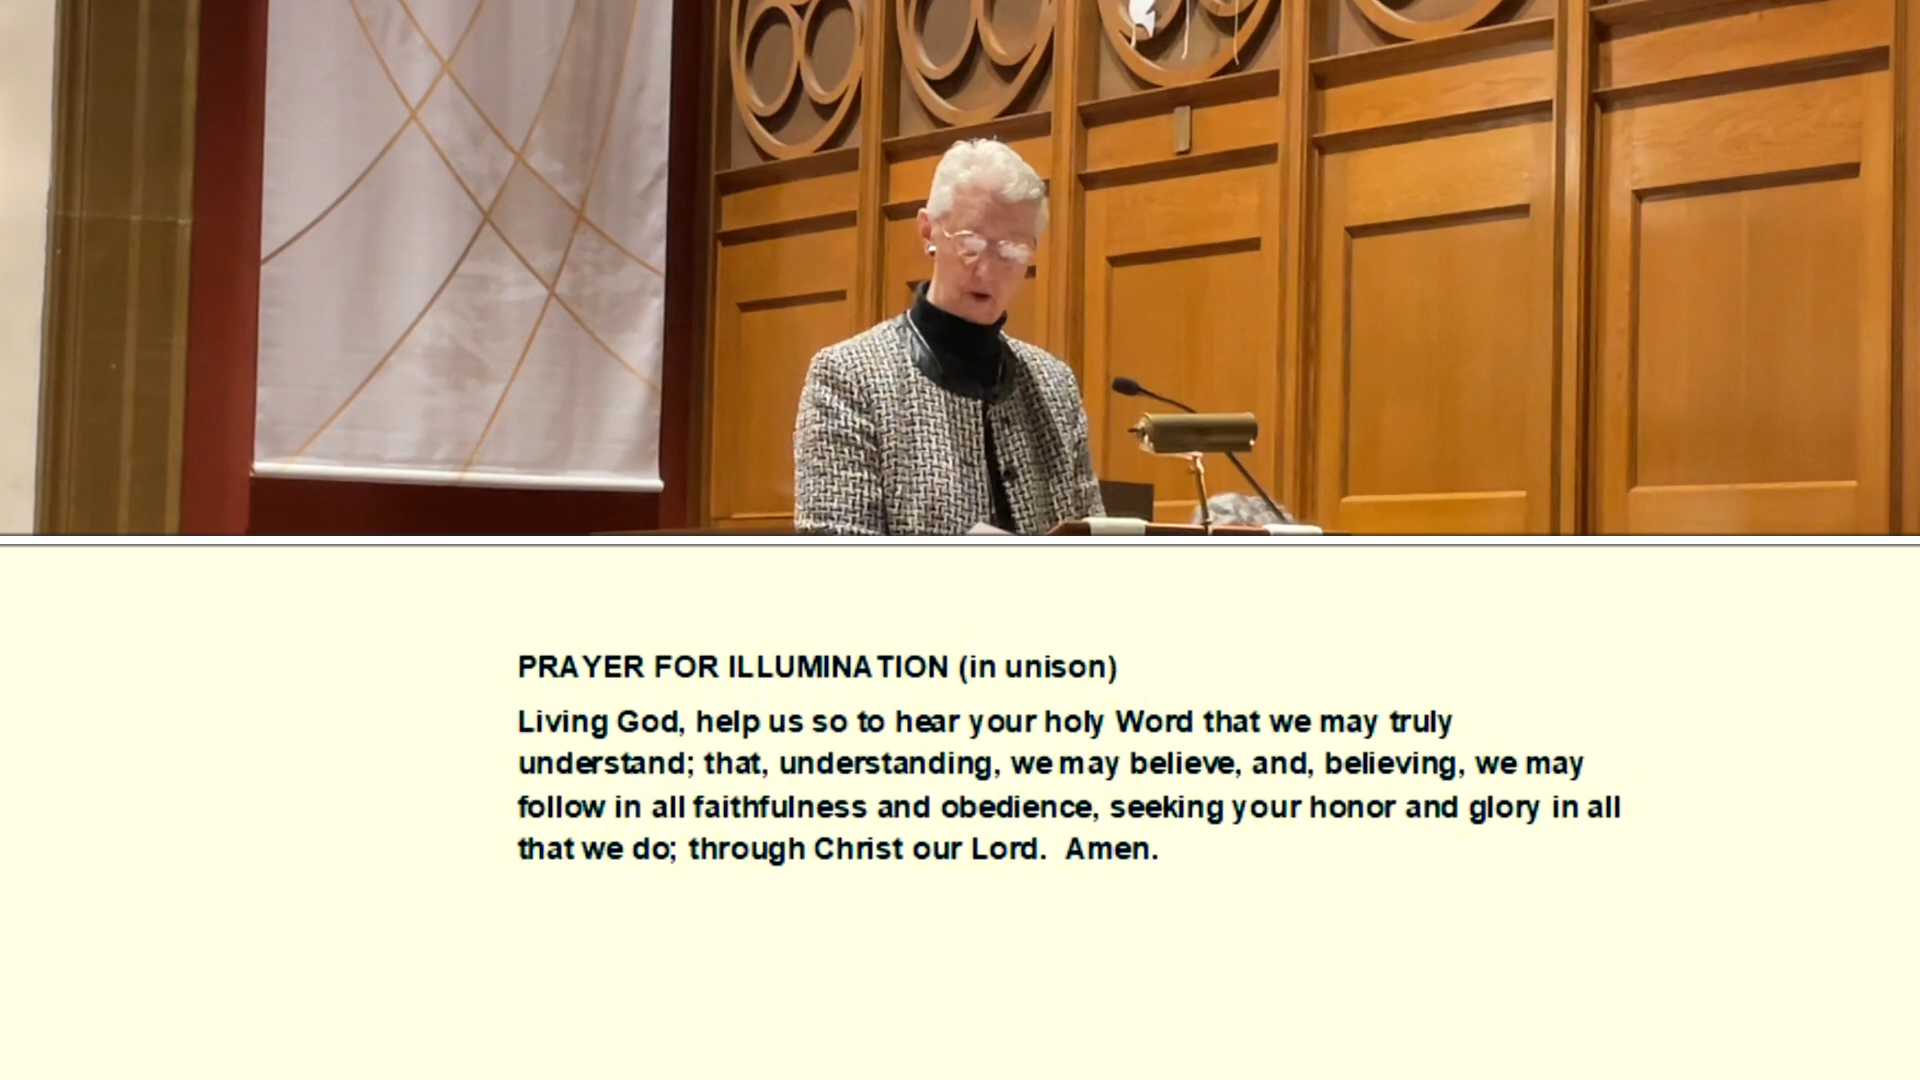 PRAYER FOR ILLUMINATION (in unison)
Living God, help us so to hear your holy Word that we may truly
understand; that, understanding, we may believe, and, believing, we may
follow in all faithfulness and obedience, seeking your honor and glory in all
that we do; through Christ our Lord.  Amen.